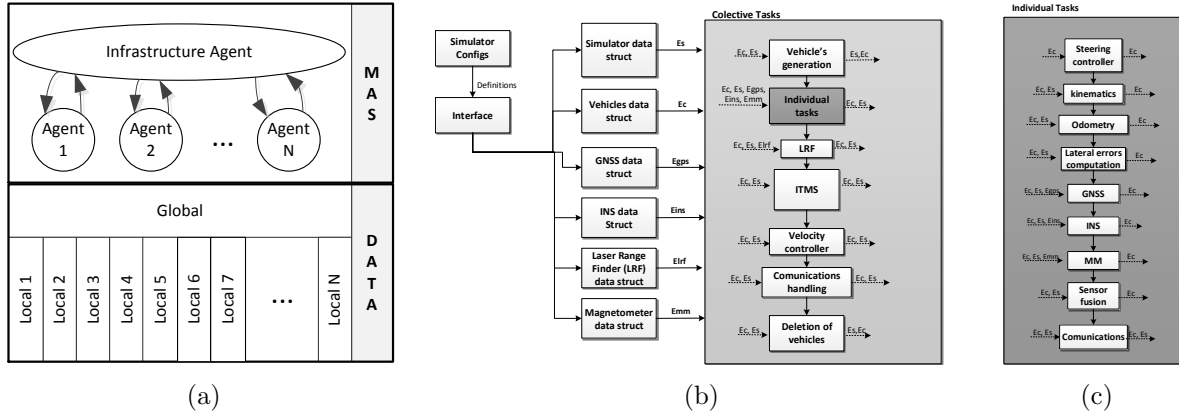 Infrastructure Agent
Agent
1
Agent
2
...
Agent
N
M
A
S
Global
Local 1
Local 2
Local 3
Local 4
Local 5
Local 6
Local 7
...
Local N
D
A
T
A
(a)
Simulator
Configs
Definitions
Interface
Simulator data
struct
Es
Vehicles data
struct
Ec
GNSS data
struct
Egps
INS data
Struct
Eins
Laser Range
Finder (LRF)
data struct
Elrf
Magnetometer
data struct
Emm
Colective Tasks
Ec, Es
Vehicle's
generation
Es,Ec
Ec, Es, Egps,
Eins, Emm
Individual
tasks
Ec, Es
Ec, Es, Elrf
LRF
Ec, Es
Ec, Es
ITMS
Ec, Es
Ec, Es
Velocity
controller
Ec, Es
Ec, Es
Comunications
handling
Ec, Es
Ec, Es
Deletion of
vehicles
Es,Ec
(b)
Individual Tasks
Ec
Steering
controller
Ec
Ec, Es
kinematics
Ec
Ec, Es
Odometry
Ec
Ec, Es
Lateral errors
computation
Ec
Ec, Es, Egps
GNSS
Ec
Ec, Es, Eins
INS
Ec
Ec, Es, Emm
MM
Ec
Ec, Es
Sensor
fusion
Ec
Ec, Es
Comunications
Ec, Es
(c)